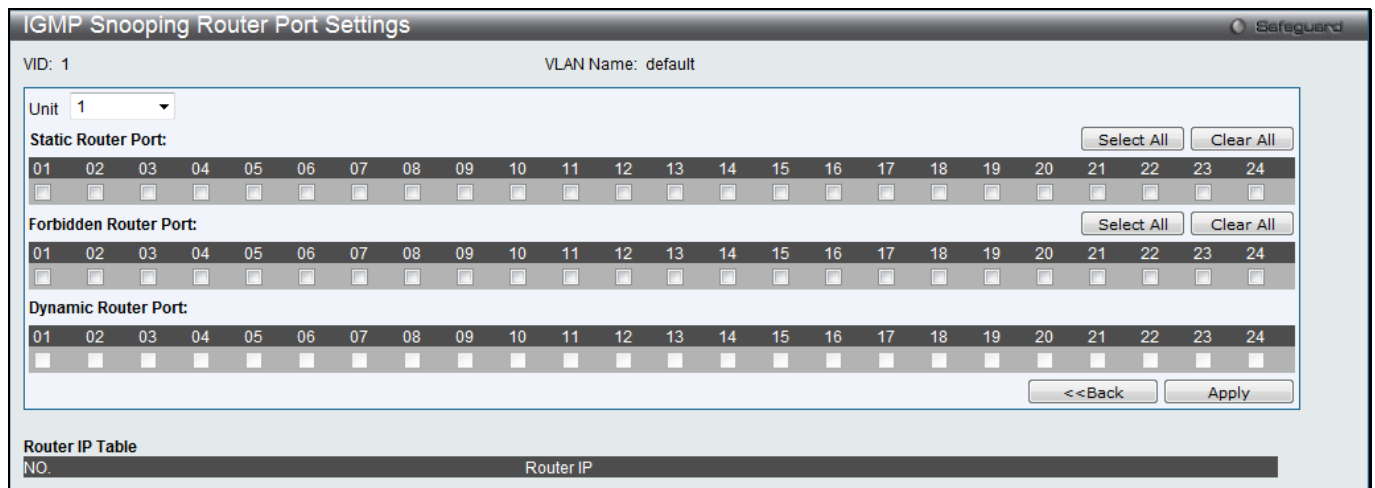 IGMP Snooping Router Port Settings Safeguard
VID: 1 VLAN Name: default
Unit 1
Static Router Port: Select All Clear All
01 02 03 04 05 06 07 08 09 10 11 12 13 14 15 16 17 18 19 20 21 22 23 24
Forbidden Router Port: Select All Clear All
01 02 03 04 05 06 07 08 09 10 11 12 13 14 15 16 17 18 19 20 21 22 23 24
Dynamic Router Port:
01 02 03 04 05 06 07 08 09 10 11 12 13 14 15 16 17 18 19 20 21 22 23 24
<<Back Apply
Router IP Table
NO. Router IP